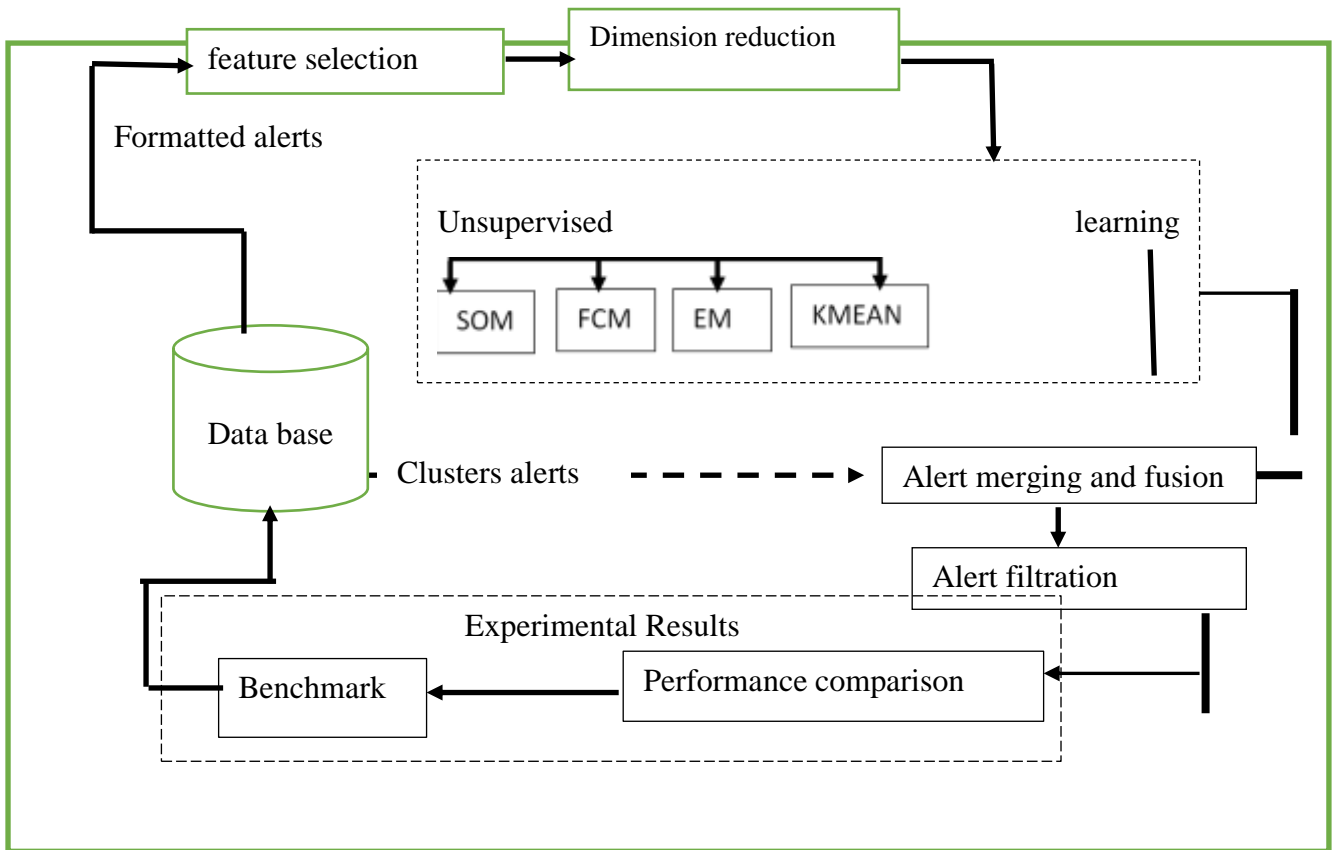 feature selection
Dimension reduction
Formatted alerts
Unsupervised learning
SOM
FCM
EM
KMEAN
Data base
Clusters alerts
Alert merging and fusion
Alert filtration
Experimental Results
Benchmark
Performance comparison